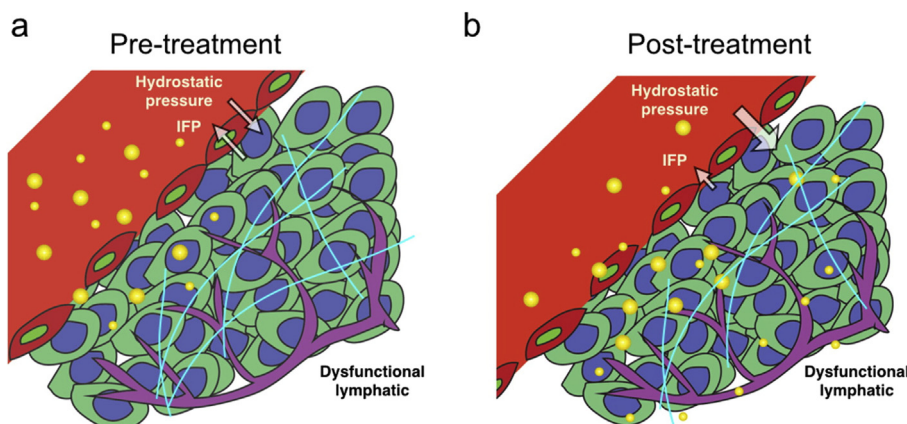 a
Pre-treatment
Hydrostatic
pressure
IFP
Dysfunctional
lymphatic
b
Post-treatment
Hydrostatic
pressure
IFP
Dysfunctional
lymphatic